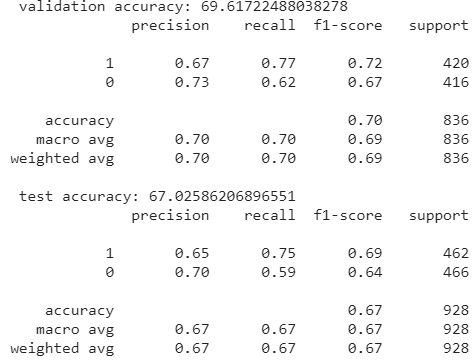 validation accuracy: 69.61722488038278
precision recall f1-score support
1 0.67 0.77 0.72 420
0 0.73 0.62 0.67 416
accuracy 0.70 836
macro avg 0.70 0.70 0.69 836
weighted avg 0.70 0.70 0.69 836
test accuracy: 67.02586206896551
precision recall f1-score support
1 0.65 0.75 0.69 462
0 0.70 0.59 0.64 466
accuracy 0.67 928
macro avg 0.67 0.67 0.67 928
weighted avg 0.67 0.67 0.67 928